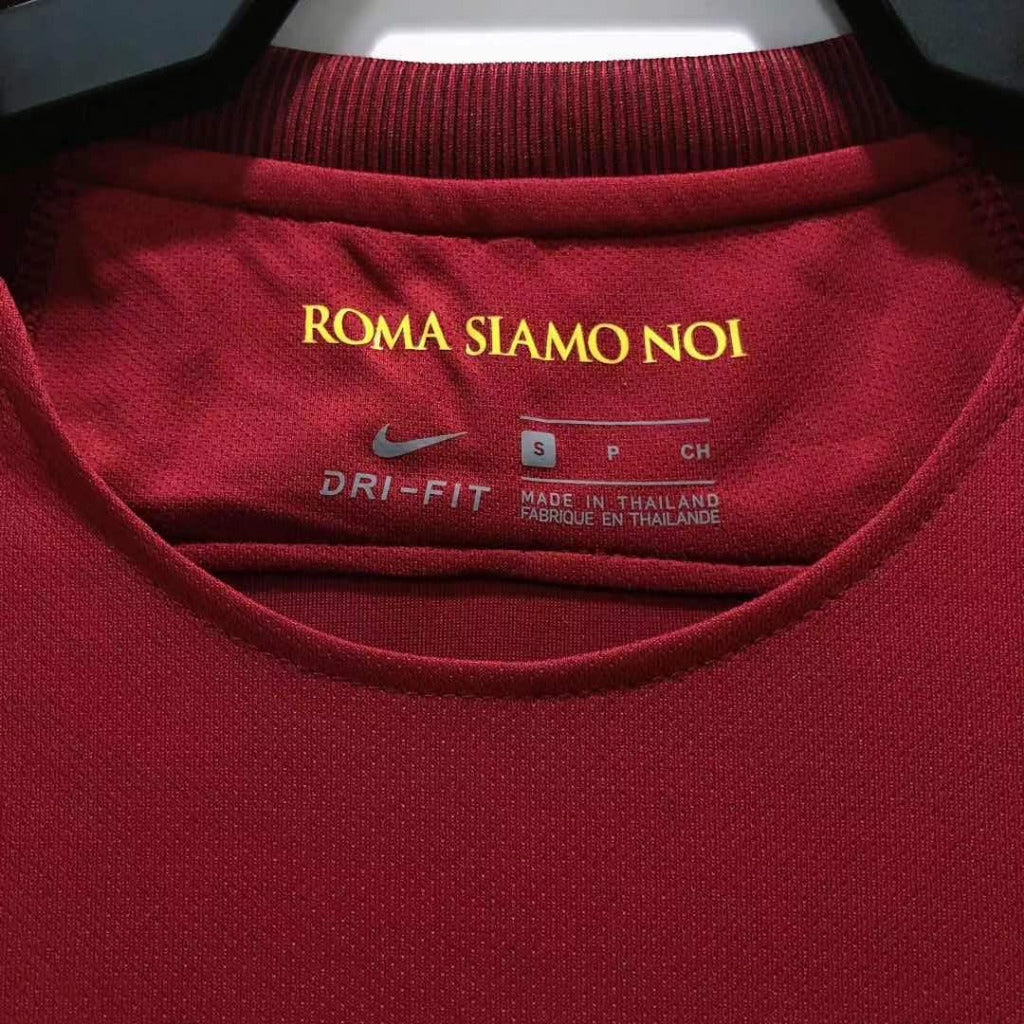 ROMA SIAMO NOI
DRI-FIT
S P CH
MADE IN THAILAND
FABRIQUE EN THAILANDE